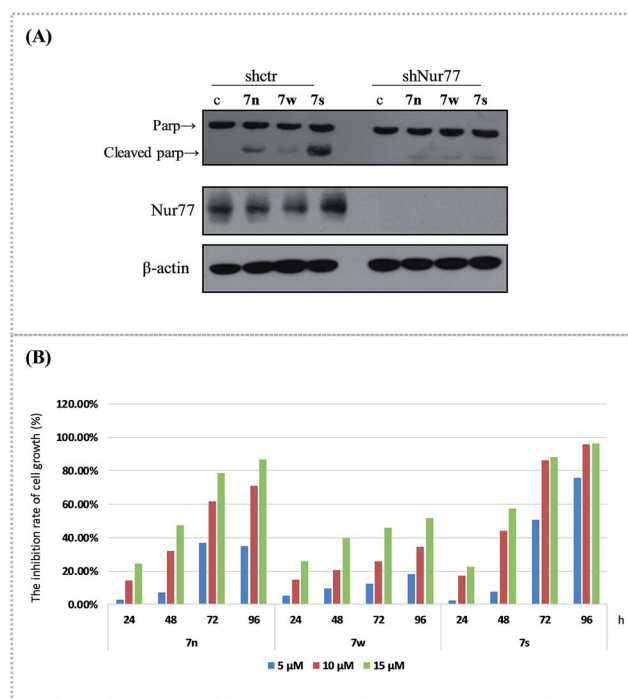 (A)
shctr shNur77
c 7n 7w 7s c 7n 7w 7s
Parp→
Cleaved parp→
Nur77
β-actin
(B)
The inhibition rate of cell growth (%)
120.00%
100.00%
80.00%
60.00%
40.00%
20.00%
0.00%
24 48 72 96 24 48 72 96 24 48 72 96 h
7n 7w 7s
5 μM 10 μM 15 μM